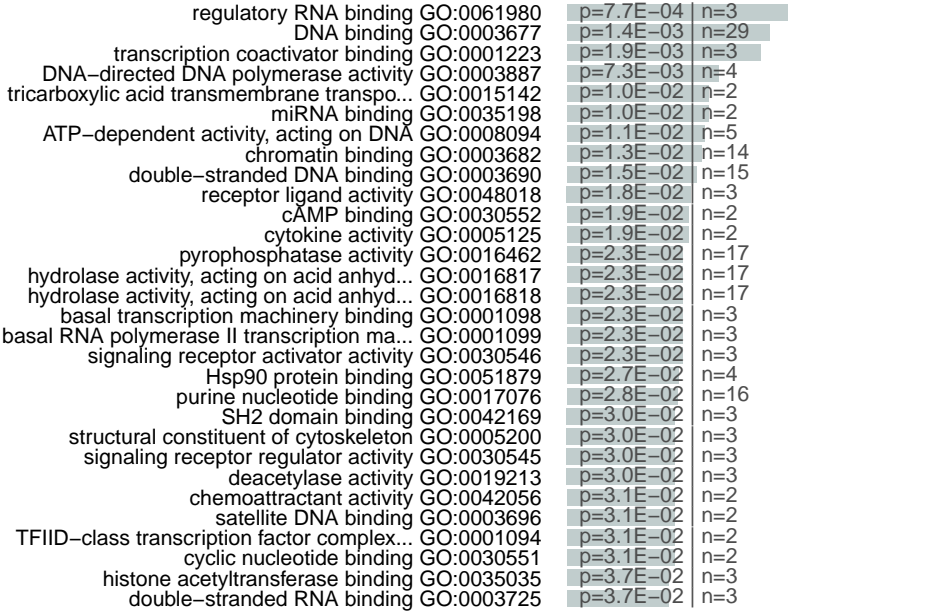 regulatory RNA binding GO:0061980 p=7.7E−04 n=3
DNA binding GO:0003677 p=1.4E−03 n=29
transcription coactivator binding GO:0001223 p=1.9E−03 n=3
DNA−directed DNA polymerase activity GO:0003887 p=7.3E−03 n=4
tricarboxylic acid transmembrane transpo... GO:0015142 p=1.0E−02 n=2
miRNA binding GO:0035198 p=1.0E−02 n=2
ATP−dependent activity, acting on DNA GO:0008094 p=1.1E−02 n=5
chromatin binding GO:0003682 p=1.3E−02 n=14
double−stranded DNA binding GO:0003690 p=1.5E−02 n=15
receptor ligand activity GO:0048018 p=1.8E−02 n=3
cAMP binding GO:0030552 p=1.9E−02 n=2
cytokine activity GO:0005125 p=1.9E−02 n=2
pyrophosphatase activity GO:0016462 p=2.3E−02 n=17
hydrolase activity, acting on acid anhyd... GO:0016817 p=2.3E−02 n=17
hydrolase activity, acting on acid anhyd... GO:0016818 p=2.3E−02 n=17
basal transcription machinery binding GO:0001098 p=2.3E−02 n=3
basal RNA polymerase II transcription ma... GO:0001099 p=2.3E−02 n=3
signaling receptor activator activity GO:0030546 p=2.3E−02 n=3
Hsp90 protein binding GO:0051879 p=2.7E−02 n=4
purine nucleotide binding GO:0017076 p=2.8E−02 n=16
SH2 domain binding GO:0042169 p=3.0E−02 n=3
structural constituent of cytoskeleton GO:0005200 p=3.0E−02 n=3
signaling receptor regulator activity GO:0030545 p=3.0E−02 n=3
deacetylase activity GO:0019213 p=3.0E−02 n=3
chemoattractant activity GO:0042056 p=3.1E−02 n=2
satellite DNA binding GO:0003696 p=3.1E−02 n=2
TFIID−class transcription factor complex... GO:0001094 p=3.1E−02 n=2
cyclic nucleotide binding GO:0030551 p=3.1E−02 n=2
histone acetyltransferase binding GO:0035035 p=3.7E−02 n=3
double−stranded RNA binding GO:0003725 p=3.7E−02 n=3